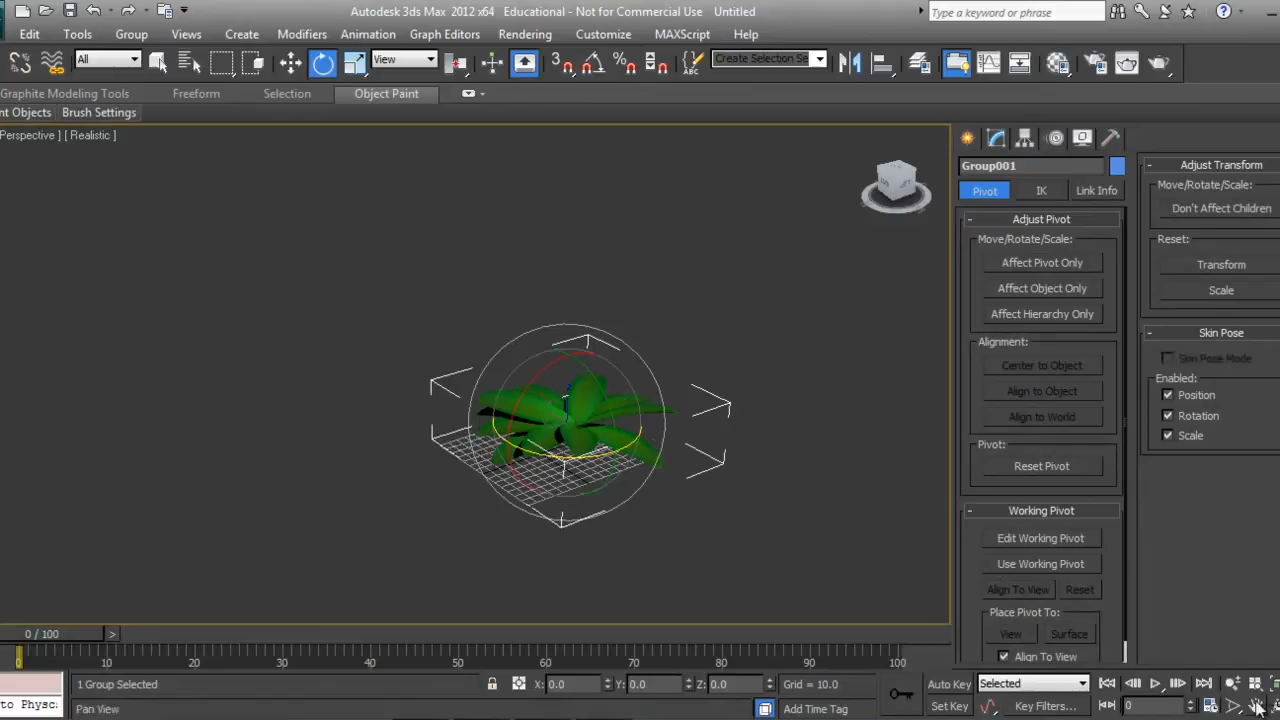 Autodesk 3ds Max 2012 x64 Educational - Not for Commercial Use Untitled
Type a keyword or phrase
Edit Tools Group Views Create Modifiers Animation Graph Editors Rendering Customize MAXScript Help
All View Create Selection Se
Graphite Modeling Tools Freeform Selection Object Paint
nt Objects Brush Settings
Perspective ] [ Realistic ]
Group001
Pivot IK Link Info
Adjust Pivot
Move/Rotate/Scale:
Affect Pivot Only
Affect Object Only
Affect Hierarchy Only
Alignment:
Center to Object
Align to Object
Align to World
Pivot:
Reset Pivot
Working Pivot
Edit Working Pivot
Use Working Pivot
Align To View Reset
Place Pivot To:
View Surface
Align To View
Adjust Transform
Move/Rotate/Scale:
Don't Affect Children
Reset:
Transform
Scale
Skin Pose
Skin Pose Mode
Enabled:
Position
Rotation
Scale
0 / 100
0 10 20 30 40 50 60 70 80 90 100
1 Group Selected X: 0.0 Y: 0.0 Z: 0.0 Grid = 10.0 Auto Key Selected
to Physc Pan View Add Time Tag Set Key Key Filters... 0